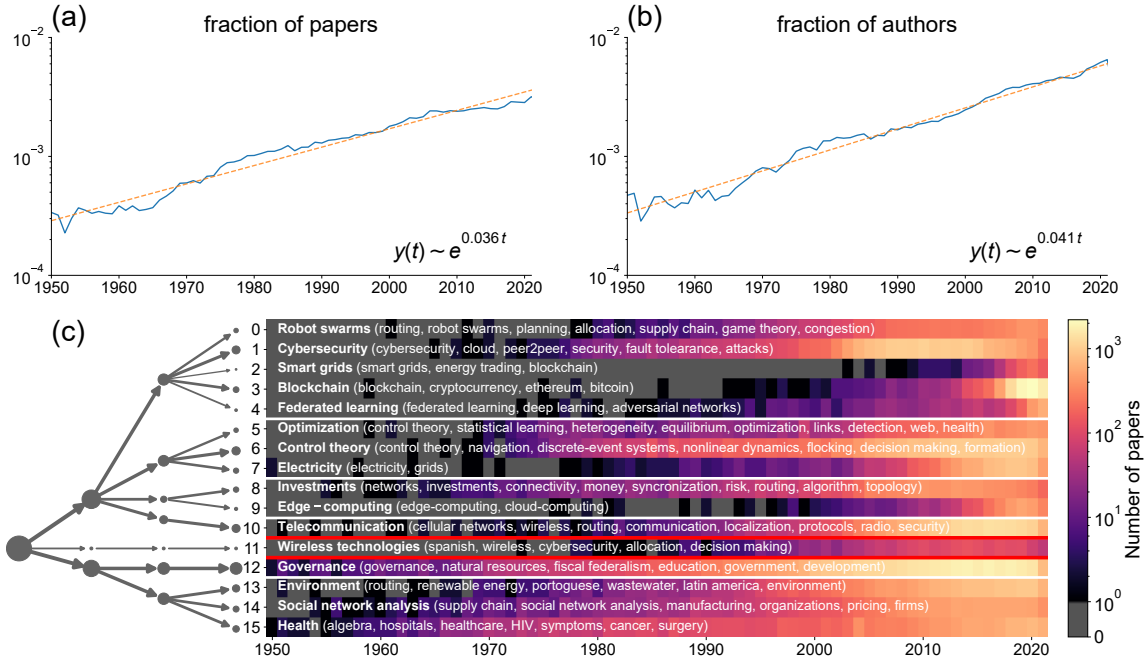 (a) fraction of papers
10^-2
10^-3
10^-4
y(t) ~ e^0.036 t
1950 1960 1970 1980 1990 2000 2010 2020
(b) fraction of authors
10^-2
10^-3
10^-4
y(t) ~ e^0.041 t
1950 1960 1970 1980 1990 2000 2010 2020
(c)
0 Robot swarms (routing, robot swarms, planning, allocation, supply chain, game theory, congestion)
1 Cybersecurity (cybersecurity, cloud, peer2peer, security, fault tolearance, attacks)
2 Smart grids (smart grids, energy trading, blockchain)
3 Blockchain (blockchain, cryptocurrency, ethereum, bitcoin)
4 Federated learning (federated learning, deep learning, adversarial networks)
5 Optimization (control theory, statistical learning, heterogeneity, equilibrium, optimization, links, detection, web, health)
6 Control theory (control theory, navigation, discrete-event systems, nonlinear dynamics, flocking, decision making, formation)
7 Electricity (electricity, grids)
8 Investments (networks, investments, connectivity, money, syncronization, risk, routing, algorithm, topology)
9 Edge−computing (edge-computing, cloud-computing)
10 Telecommunication (cellular networks, wireless, routing, communication, localization, protocols, radio, security)
11 Wireless technologies (spanish, wireless, cybersecurity, allocation, decision making)
12 Governance (governance, natural resources, fiscal federalism, education, government, development)
13 Environment (routing, renewable energy, portoguese, wastewater, latin america, environment)
14 Social network analysis (supply chain, social network analysis, manufacturing, organizations, pricing, firms)
15 Health (algebra, hospitals, healthcare, HIV, symptoms, cancer, surgery)
1950 1960 1970 1980 1990 2000 2010 2020
10^3
10^2
10^1
10^0
0
Number of papers